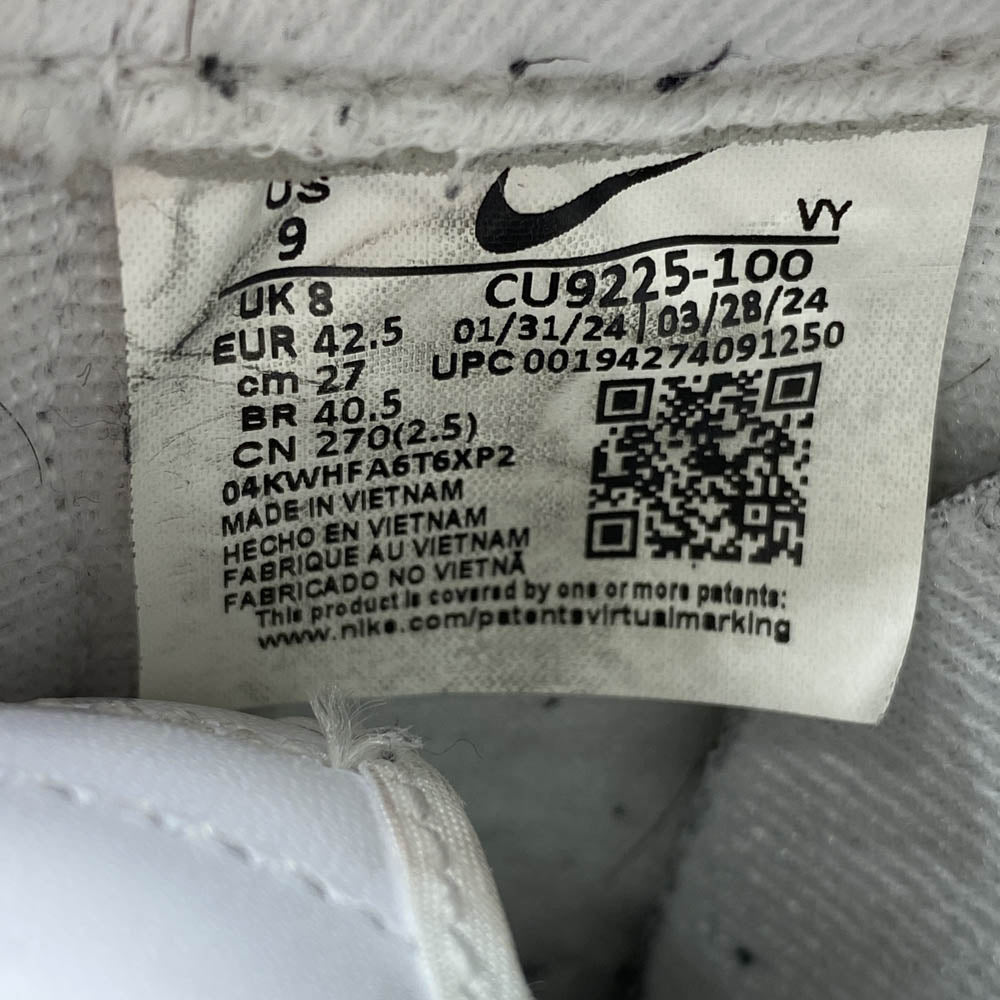 US
9
VY
UK 8
EUR 42.5
cm 27
BR 40.5
CN 270(2.5)
CU9225-100
01/31/24 | 03/28/24
UPC 00194274091250
04KWHFA6T6XP2
MADE IN VIETNAM
HECHO EN VIETNAM
FABRIQUE AU VIETNAM
FABRICADO NO VIETNÃ
This product is covered by one or more patents:
www.nike.com/patentsvirtualmarking